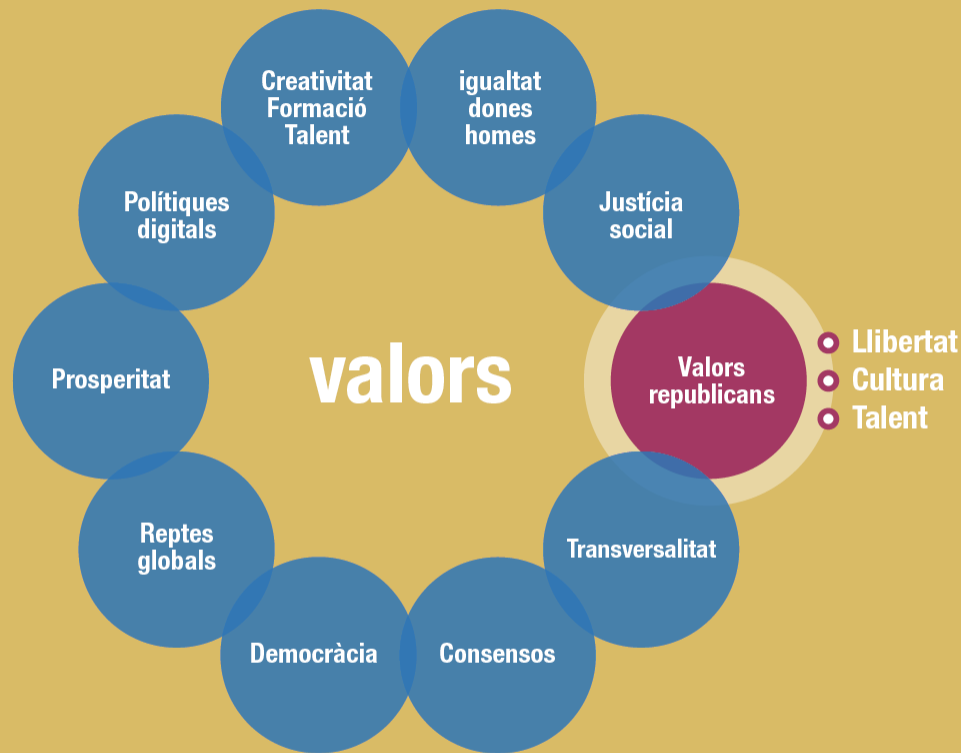 Creativitat
Formació
Talent
igualtat
dones
homes
Polítiques
digitals
Justícia
social
Prosperitat
valors
Valors
republicans
Llibertat
Cultura
Talent
Reptes
globals
Transversalitat
Democràcia
Consensos